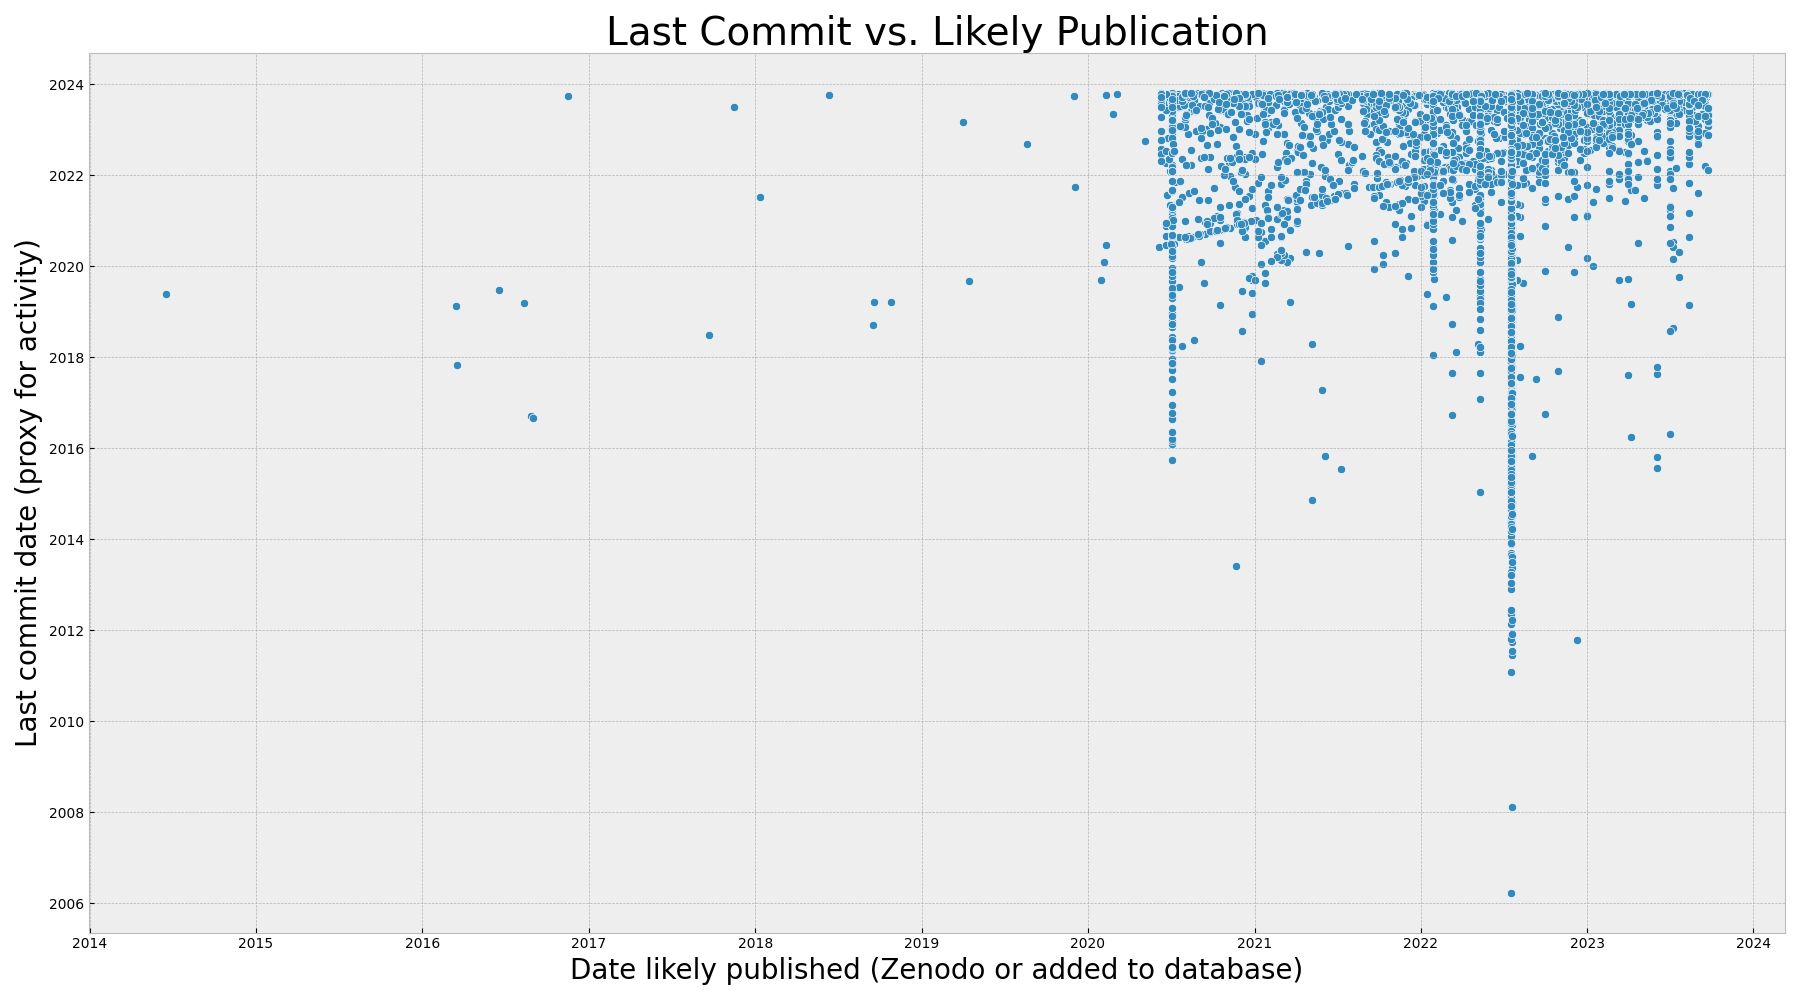 Last Commit vs. Likely Publication
Last commit date (proxy for activity)
2024
2022
2020
2018
2016
2014
2012
2010
2008
2006
2014 2015 2016 2017 2018 2019 2020 2021 2022 2023 2024
Date likely published (Zenodo or added to database)